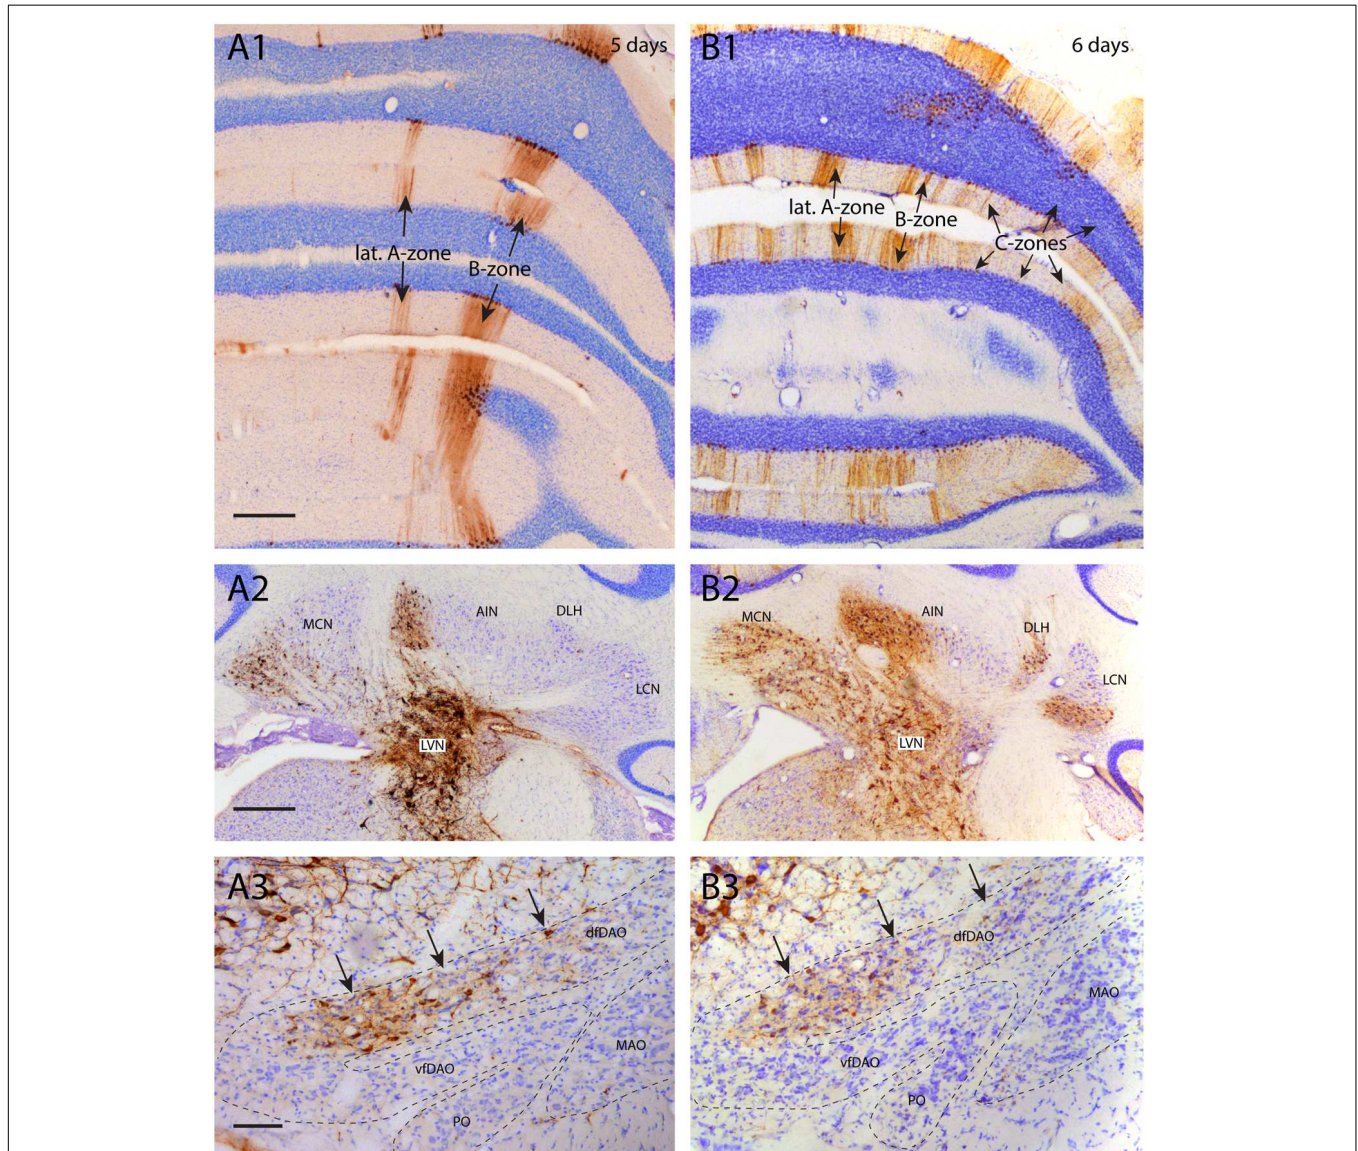 A1
5 days
lat. A-zone
B-zone
B1
6 days
lat. A-zone
B-zone
C-zones
A2
MCN
AIN
DLH
LCN
LVN
B2
MCN
AIN
DLH
LCN
LVN
A3
dfDAO
MAO
vfDAO
PO
B3
dfDAO
MAO
vfDAO
PO